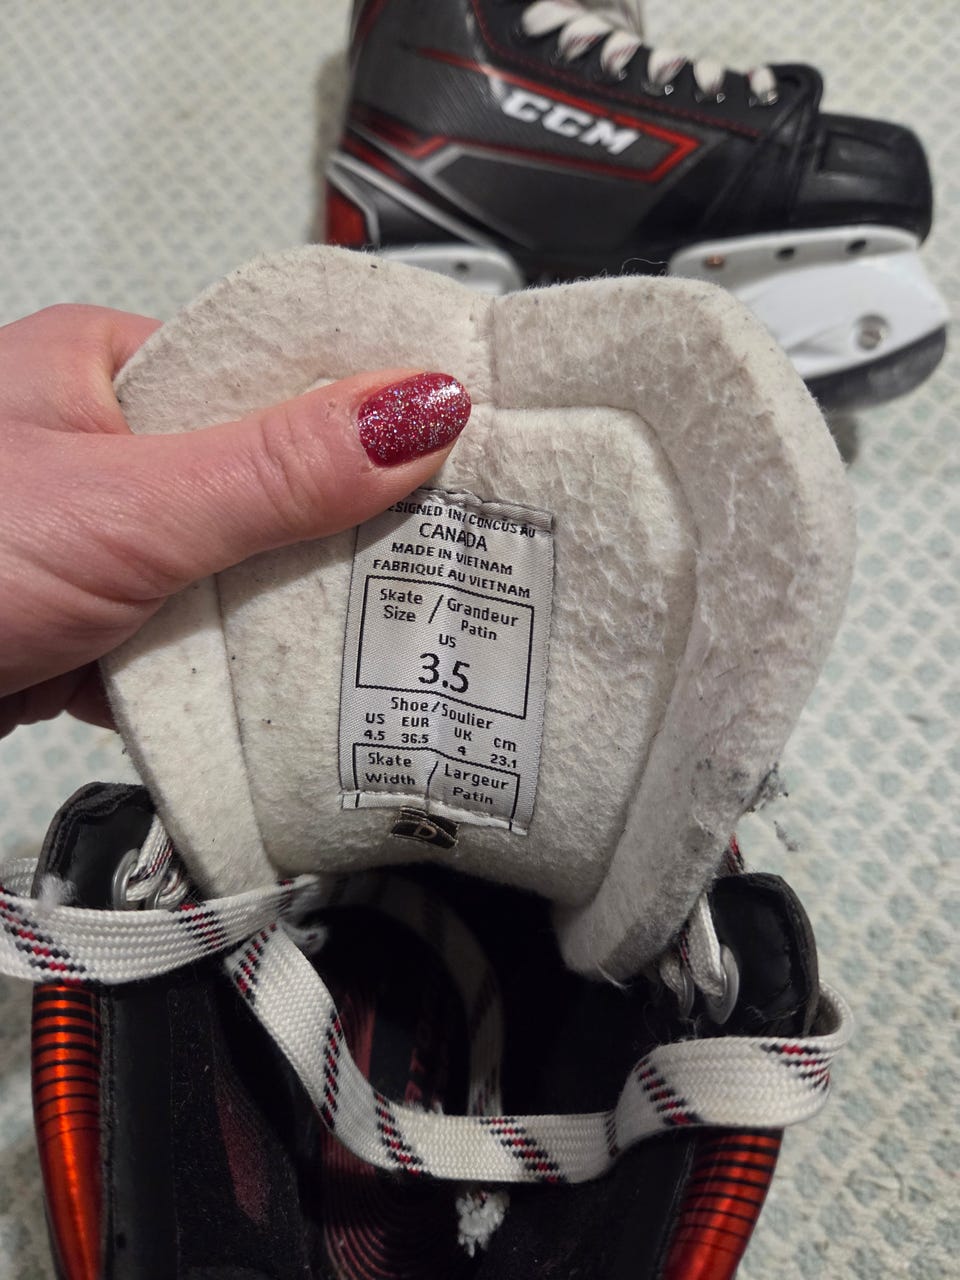 CCM
DESIGNED IN/CONCUS AU
CANADA
MADE IN VIETNAM
FABRIQUÉ AU VIETNAM
Skate Size / Grandeur Patin
US
3.5
Shoe/Soulier
US EUR UK cm
4.5 36.5 4 23.1
Skate Width / Largeur Patin
D